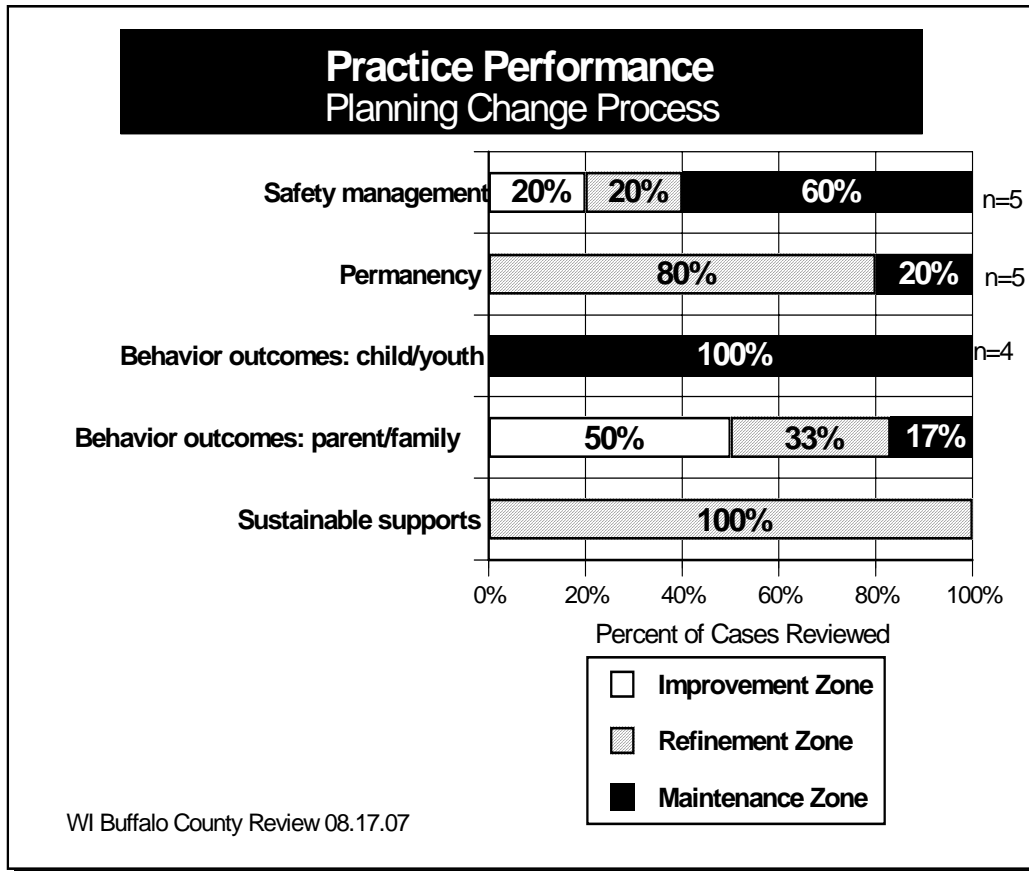 Practice Performance
Planning Change Process
Safety management 20% 20% 60% n=5
Permanency 80% 20% n=5
Behavior outcomes: child/youth 100% n=4
Behavior outcomes: parent/family 50% 33% 17%
Sustainable supports 100%
0% 20% 40% 60% 80% 100%
Percent of Cases Reviewed
Improvement Zone
Refinement Zone
Maintenance Zone
WI Buffalo County Review 08.17.07